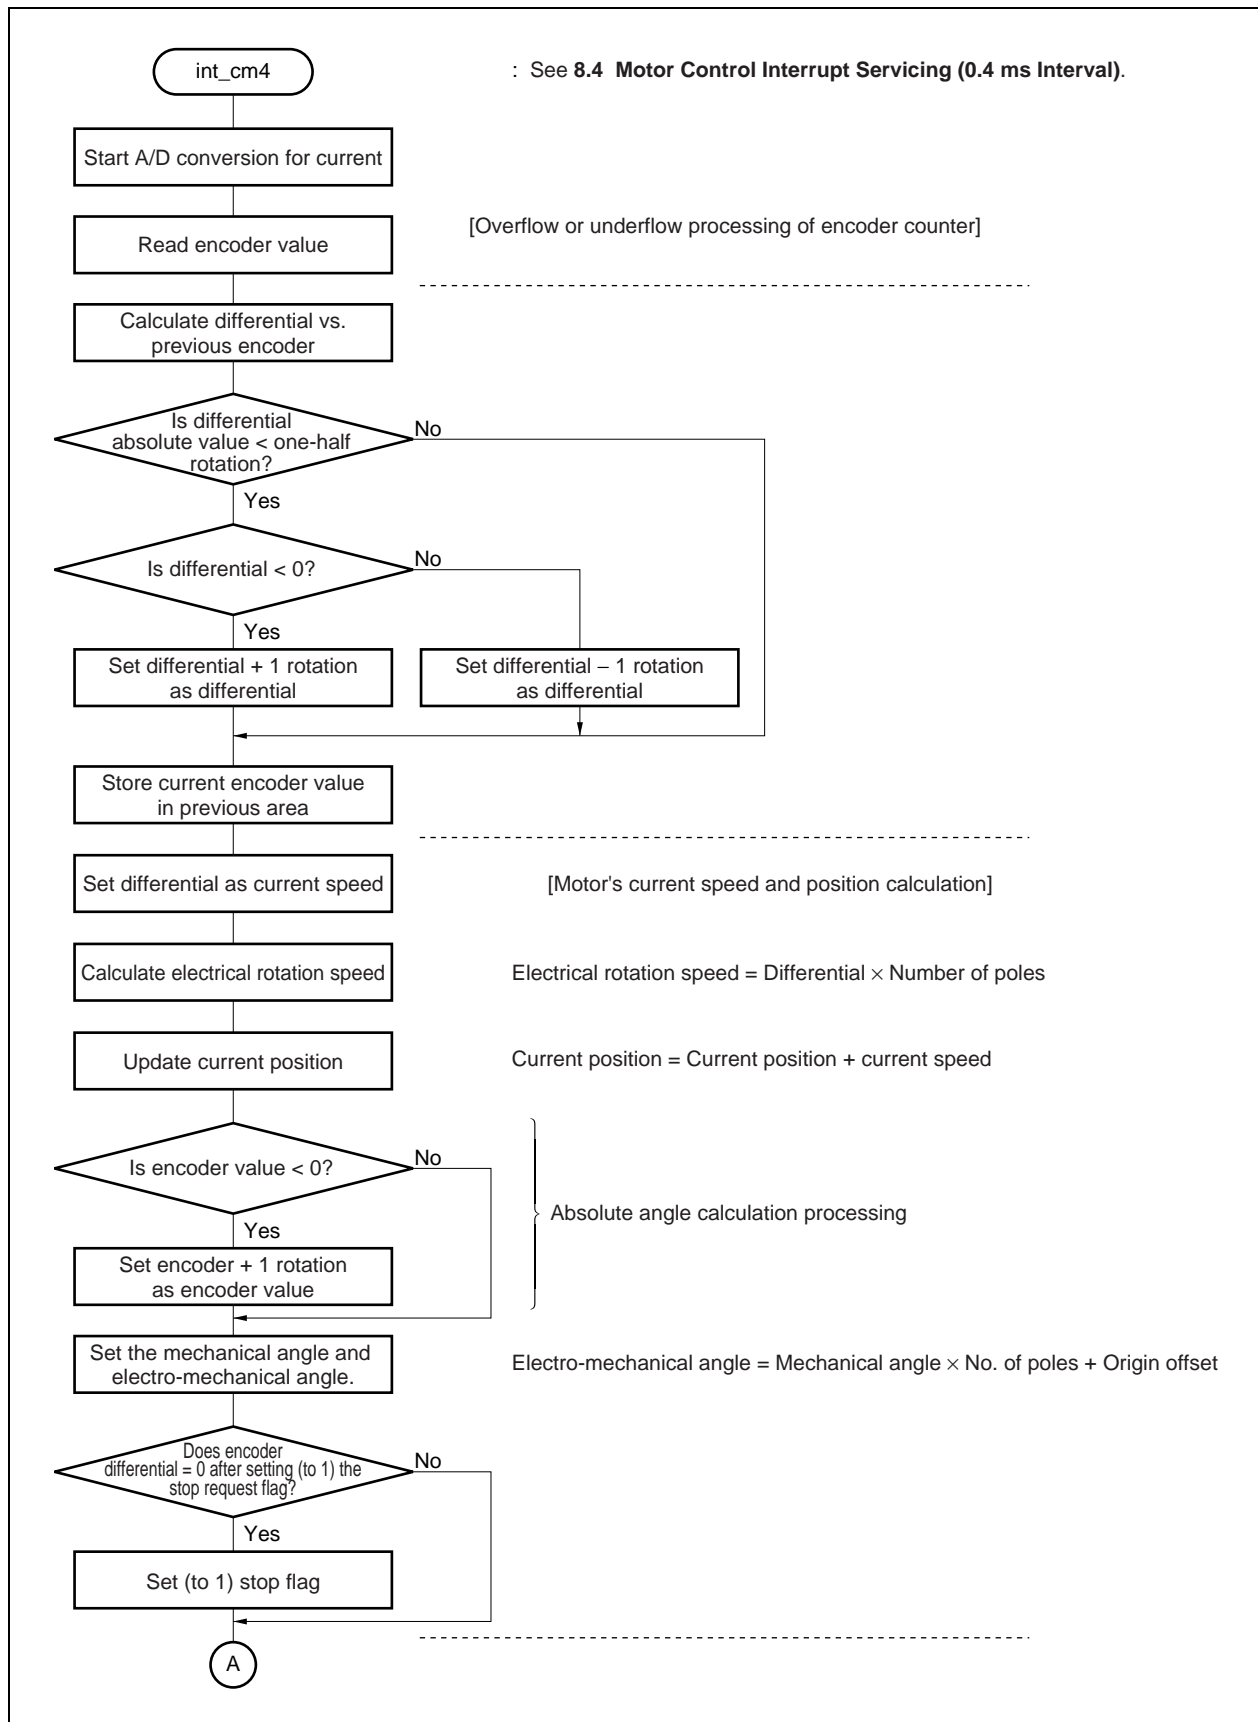 int_cm4
: See 8.4 Motor Control Interrupt Servicing (0.4 ms Interval).
Start A/D conversion for current
Read encoder value
[Overflow or underflow processing of encoder counter]
Calculate differential vs.
previous encoder
Is differential
absolute value < one-half
rotation?
No
Yes
Is differential < 0?
No
Yes
Set differential + 1 rotation
as differential
Set differential – 1 rotation
as differential
Store current encoder value
in previous area
Set differential as current speed
[Motor's current speed and position calculation]
Calculate electrical rotation speed
Electrical rotation speed = Differential × Number of poles
Update current position
Current position = Current position + current speed
Is encoder value < 0?
No
Yes
Absolute angle calculation processing
Set encoder + 1 rotation
as encoder value
Set the mechanical angle and
electro-mechanical angle.
Electro-mechanical angle = Mechanical angle × No. of poles + Origin offset
Does encoder
differential = 0 after setting (to 1) the
stop request flag?
No
Yes
Set (to 1) stop flag
A